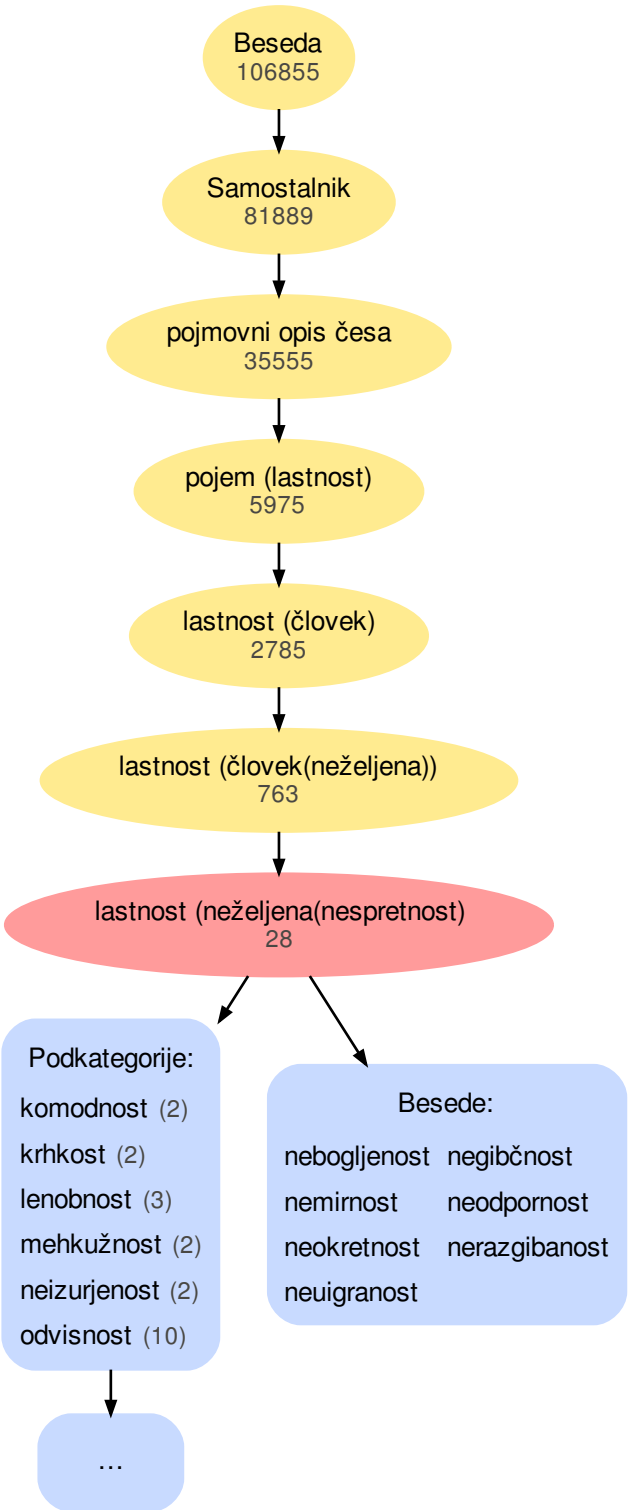 Beseda
106855
Samostalnik
81889
pojmovni opis česa
35555
pojem (lastnost)
5975
lastnost (človek)
2785
lastnost (človek(neželjena))
763
lastnost (neželjena(nespretnost)
28
Podkategorije:
komodnost (2)
krhkost (2)
lenobnost (3)
mehkužnost (2)
neizurjenost (2)
odvisnost (10)
...
Besede:
nebogljenost negibčnost
nemirnost neodpornost
neokretnost nerazgibanost
neuigranost